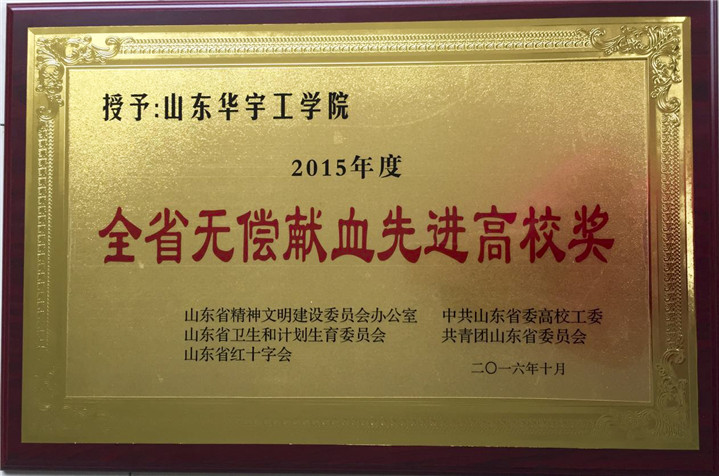 授予:山东华宇工学院
2015年度
全省无偿献血先进高校奖
山东省精神文明建设委员会办公室 中共山东省委高校工委
山东省卫生和计划生育委员会 共青团山东省委员会
山东省红十字会
二〇一六年十月